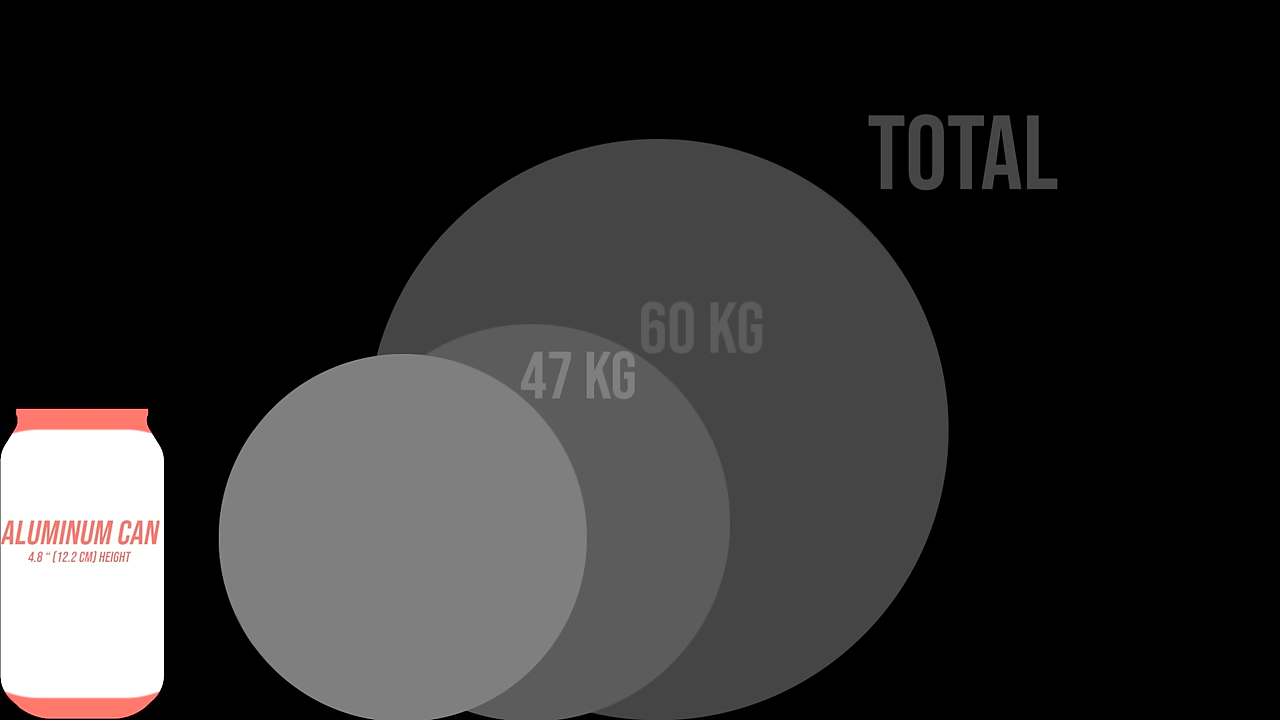 TOTAL
60 KG
47 KG
ALUMINUM CAN
4.8 " (12.2 CM) HEIGHT